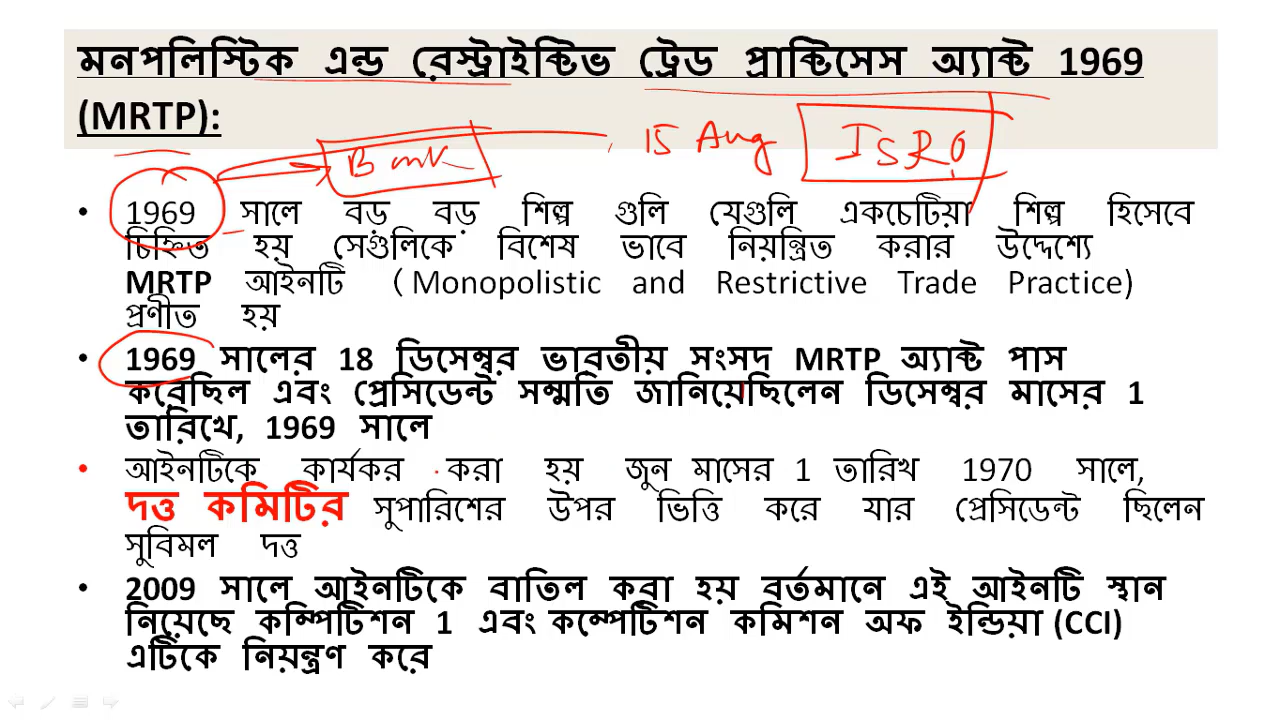 মনপলিস্টিক এন্ড রেস্ট্রাইক্টিভ ট্রেড প্রাক্টিসেস অ্যাক্ট 1969
(MRTP):
Bank 15 Aug ISRO
• 1969 সালে বড় বড় শিল্প গুলি যেগুলি একচেটিয়া শিল্প হিসেবে
চিহ্নিত হয় সেগুলিকে বিশেষ ভাবে নিয়ন্ত্রিত করার উদ্দেশ্যে
MRTP আইনটি ( Monopolistic and Restrictive Trade Practice)
প্রণীত হয়
• 1969 সালের 18 ডিসেম্বর ভারতীয় সংসদ MRTP অ্যাক্ট পাস
করেছিল এবং প্রেসিডেন্ট সম্মতি জানিয়েছিলেন ডিসেম্বর মাসের 1
তারিখে, 1969 সালে
• আইনটিকে কার্যকর করা হয় জুন মাসের 1 তারিখ 1970 সালে,
দত্ত কমিটির সুপারিশের উপর ভিত্তি করে যার প্রেসিডেন্ট ছিলেন
সুবিমল দত্ত
• 2009 সালে আইনটিকে বাতিল করা হয় বর্তমানে এই আইনটি স্থান
নিয়েছে কম্পিটিশন 1 এবং কম্পেটিশন কমিশন অফ ইন্ডিয়া (CCI)
এটিকে নিয়ন্ত্রণ করে